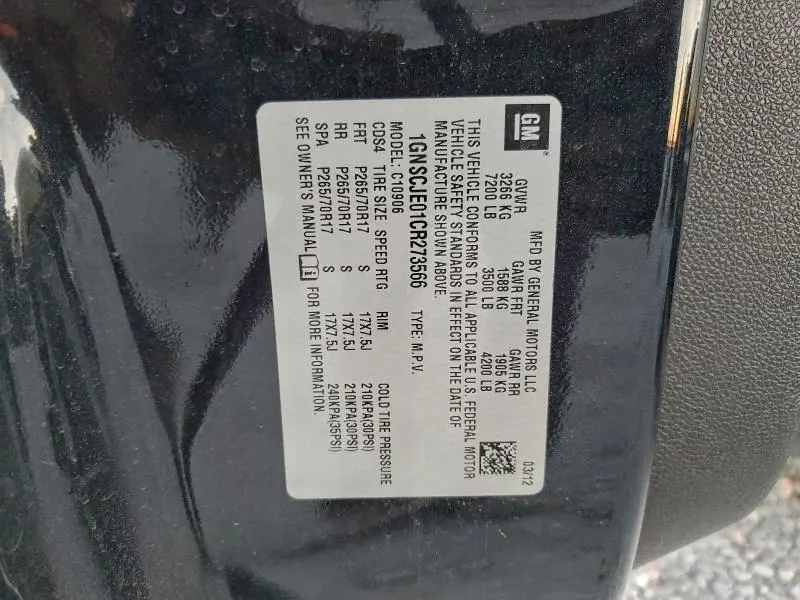 GM
MFD BY GENERAL MOTORS LLC 03/12
GVWR GAWR FRT GAWR RR
3266 KG 1588 KG 1905 KG
7200 LB 3500 LB 4200 LB
THIS VEHICLE CONFORMS TO ALL APPLICABLE U.S. FEDERAL MOTOR
VEHICLE SAFETY STANDARDS IN EFFECT ON THE DATE OF
MANUFACTURE SHOWN ABOVE.
1GNSCJE01CR273566 TYPE: M.P.V.
MODEL: C10906
CDS4 TIRE SIZE SPEED RTG RIM COLD TIRE PRESSURE
FRT P265/70R17 S 17X7.5J 210KPA(30PSI)
RR P265/70R17 S 17X7.5J 210KPA(30PSI)
SPA P265/70R17 S 17X7.5J 240KPA(35PSI)
SEE OWNER'S MANUAL FOR MORE INFORMATION.